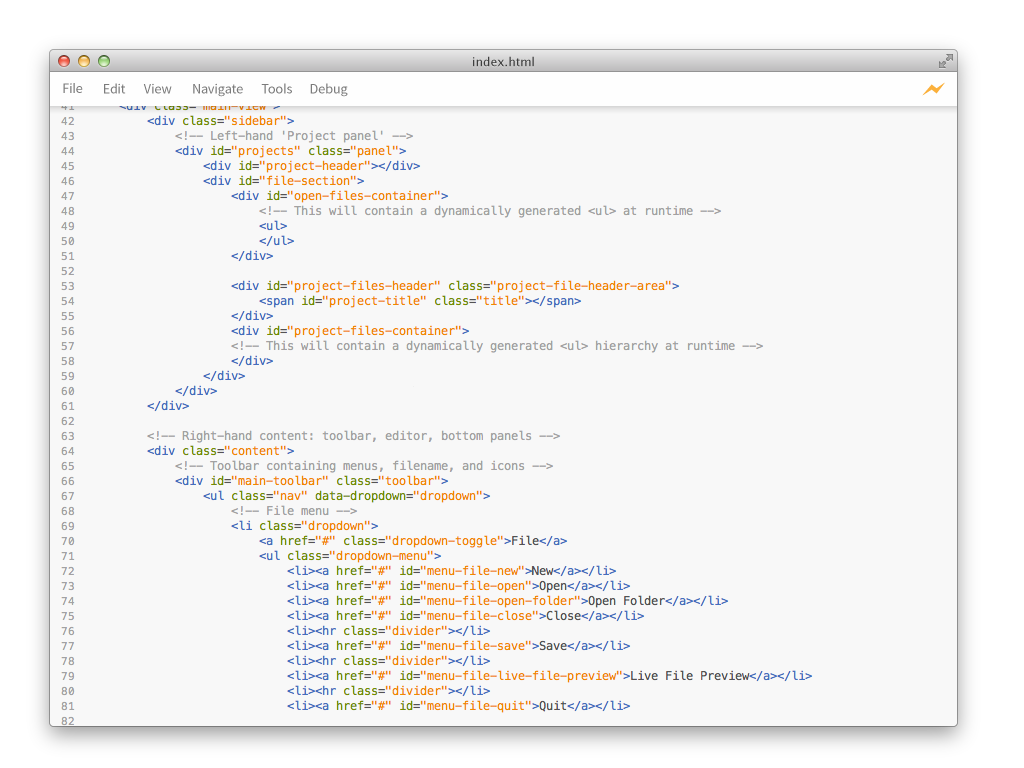 index.html
File Edit View Navigate Tools Debug
41 <div class="main-view">
42 <div class="sidebar">
43 <!-- Left-hand 'Project panel' -->
44 <div id="projects" class="panel">
45 <div id="project-header"></div>
46 <div id="file-section">
47 <div id="open-files-container">
48 <!-- This will contain a dynamically generated <ul> at runtime -->
49 <ul>
50 </ul>
51 </div>
52
53 <div id="project-files-header" class="project-file-header-area">
54 <span id="project-title" class="title"></span>
55 </div>
56 <div id="project-files-container">
57 <!-- This will contain a dynamically generated <ul> hierarchy at runtime -->
58 </div>
59 </div>
60 </div>
61 </div>
62
63 <!-- Right-hand content: toolbar, editor, bottom panels -->
64 <div class="content">
65 <!-- Toolbar containing menus, filename, and icons -->
66 <div id="main-toolbar" class="toolbar">
67 <ul class="nav" data-dropdown="dropdown">
68 <!-- File menu -->
69 <li class="dropdown">
70 <a href="#" class="dropdown-toggle">File</a>
71 <ul class="dropdown-menu">
72 <li><a href="#" id="menu-file-new">New</a></li>
73 <li><a href="#" id="menu-file-open">Open</a></li>
74 <li><a href="#" id="menu-file-open-folder">Open Folder</a></li>
75 <li><a href="#" id="menu-file-close">Close</a></li>
76 <li><hr class="divider"></li>
77 <li><a href="#" id="menu-file-save">Save</a></li>
78 <li><hr class="divider"></li>
79 <li><a href="#" id="menu-file-live-file-preview">Live File Preview</a></li>
80 <li><hr class="divider"></li>
81 <li><a href="#" id="menu-file-quit">Quit</a></li>
82